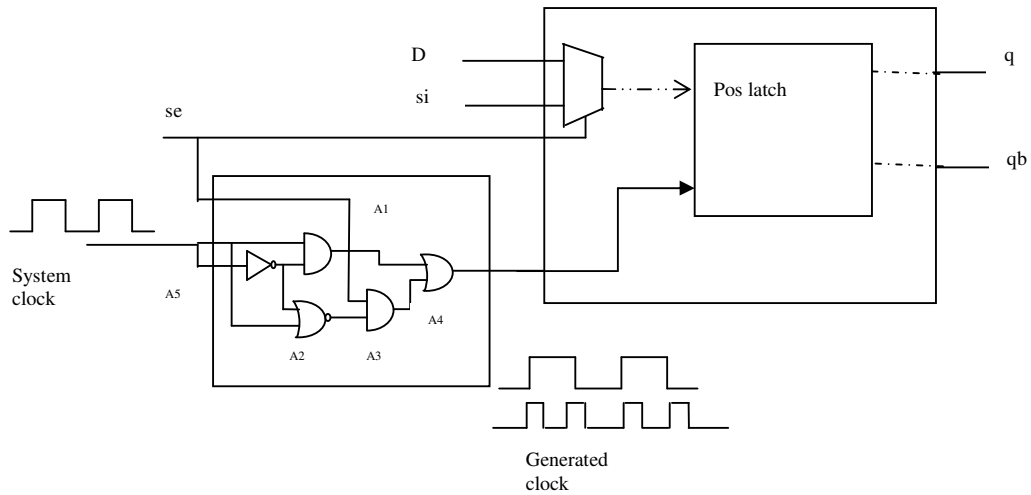 D
q
si
Pos latch
se
qb
A1
System
clock
A5
A4
A2
A3
Generated
clock